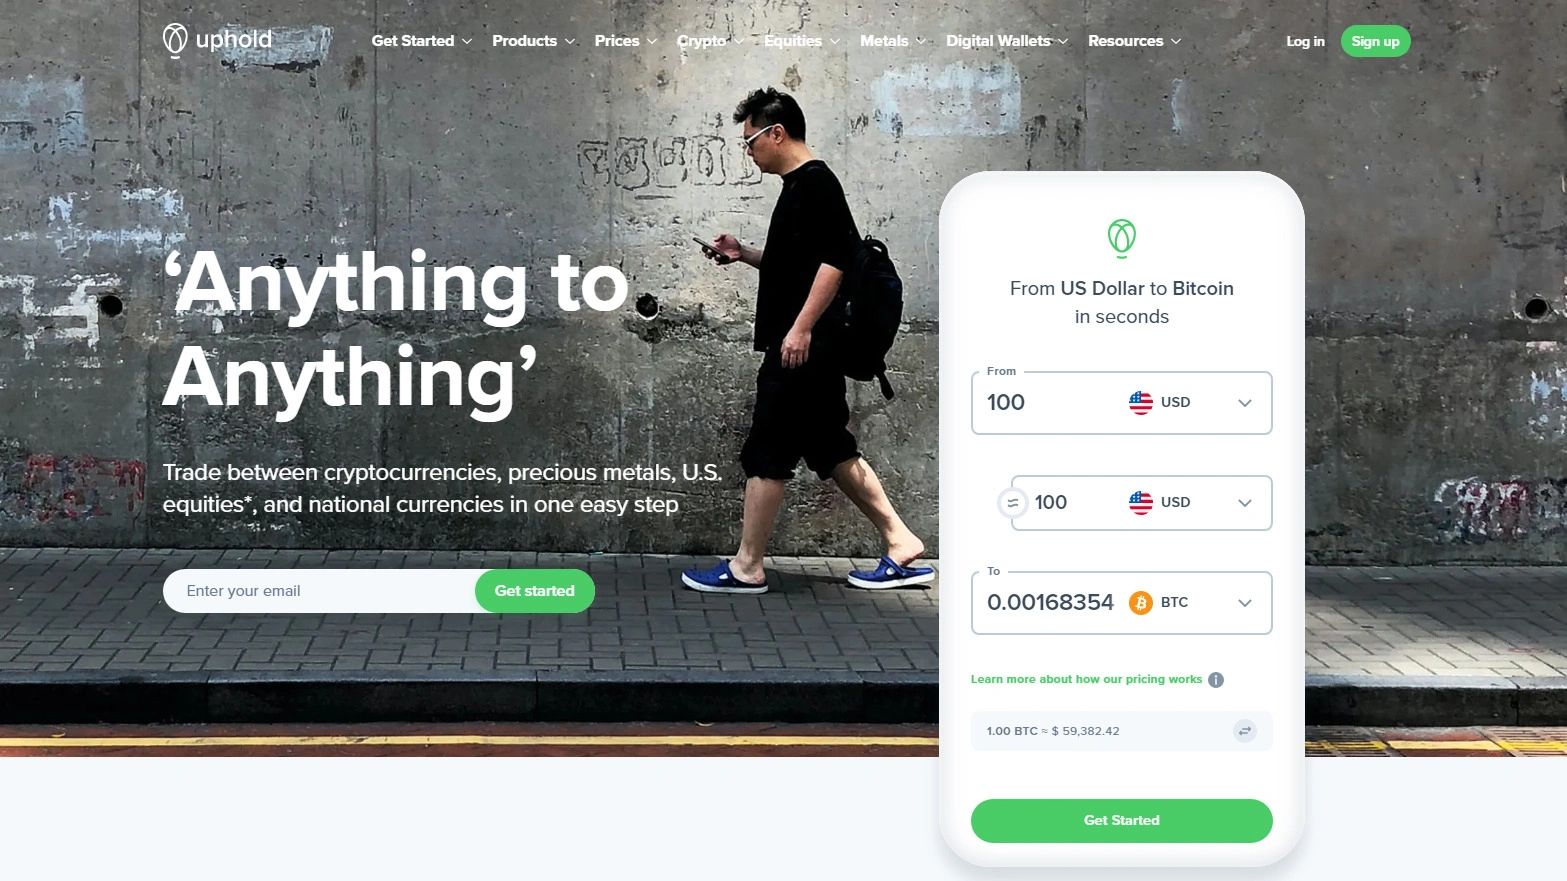 uphold
Get Started
Products
Prices
Crypto
Equities
Metals
Digital Wallets
Resources
Log in
Sign up
‘Anything to
Anything’
Trade between cryptocurrencies, precious metals, U.S.
equities*, and national currencies in one easy step
Enter your email
Get started
From US Dollar to Bitcoin
in seconds
From
100
USD
≈
100
USD
To
0.00168354
BTC
Learn more about how our pricing works
1.00 BTC ≈ $ 59,382.42
Get Started